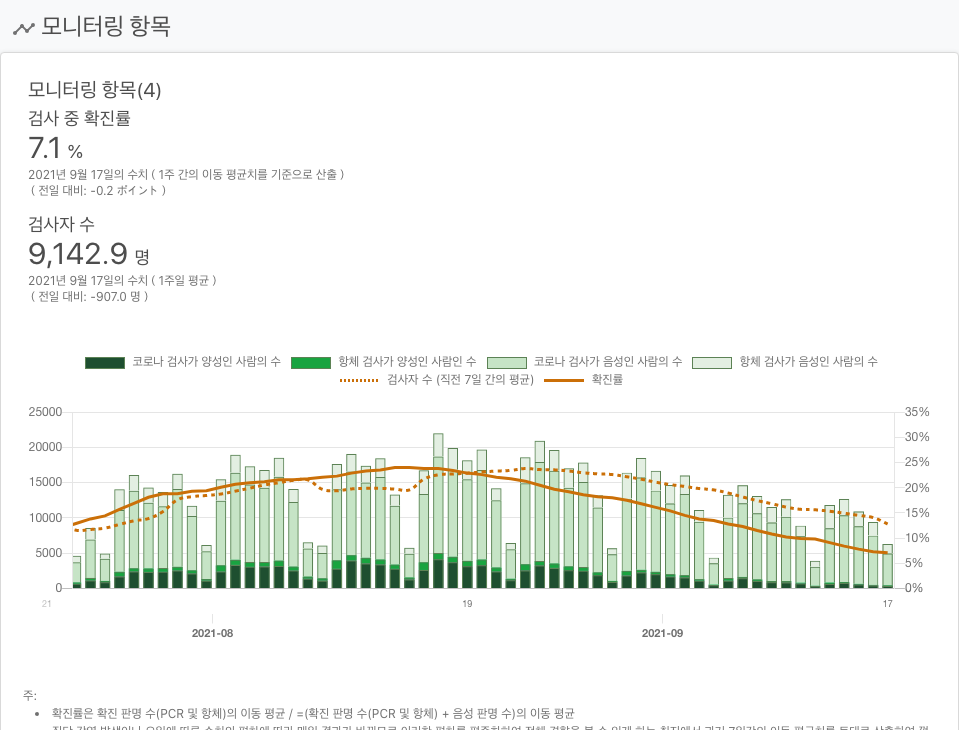 모니터링 항목
모니터링 항목(4)
검사 중 확진률
7.1 %
2021년 9월 17일의 수치 ( 1주 간의 이동 평균치를 기준으로 산출 )
( 전일 대비: -0.2 ポイント )
검사자 수
9,142.9 명
2021년 9월 17일의 수치 ( 1주일 평균 )
( 전일 대비: -907.0 명 )
코로나 검사가 양성인 사람의 수 항체 검사가 양성인 사람인 수 코로나 검사가 음성인 사람의 수 항체 검사가 음성인 사람의 수
검사자 수 (직전 7일 간의 평균) 확진률
25000 35%
30%
20000
25%
15000 20%
10000 15%
10%
5000
5%
0 0%
21 19 17
2021-08 2021-09
주:
• 확진률은 확진 판명 수(PCR 및 항체)의 이동 평균 / =(확진 판명 수(PCR 및 항체) + 음성 판명 수)의 이동 평균